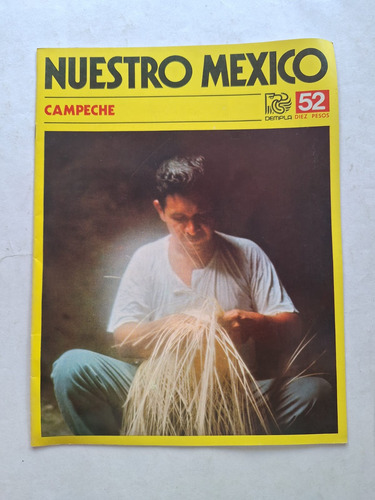 NUESTRO MEXICO
CAMPECHE
DEMPLA
52
DIEZ PESOS